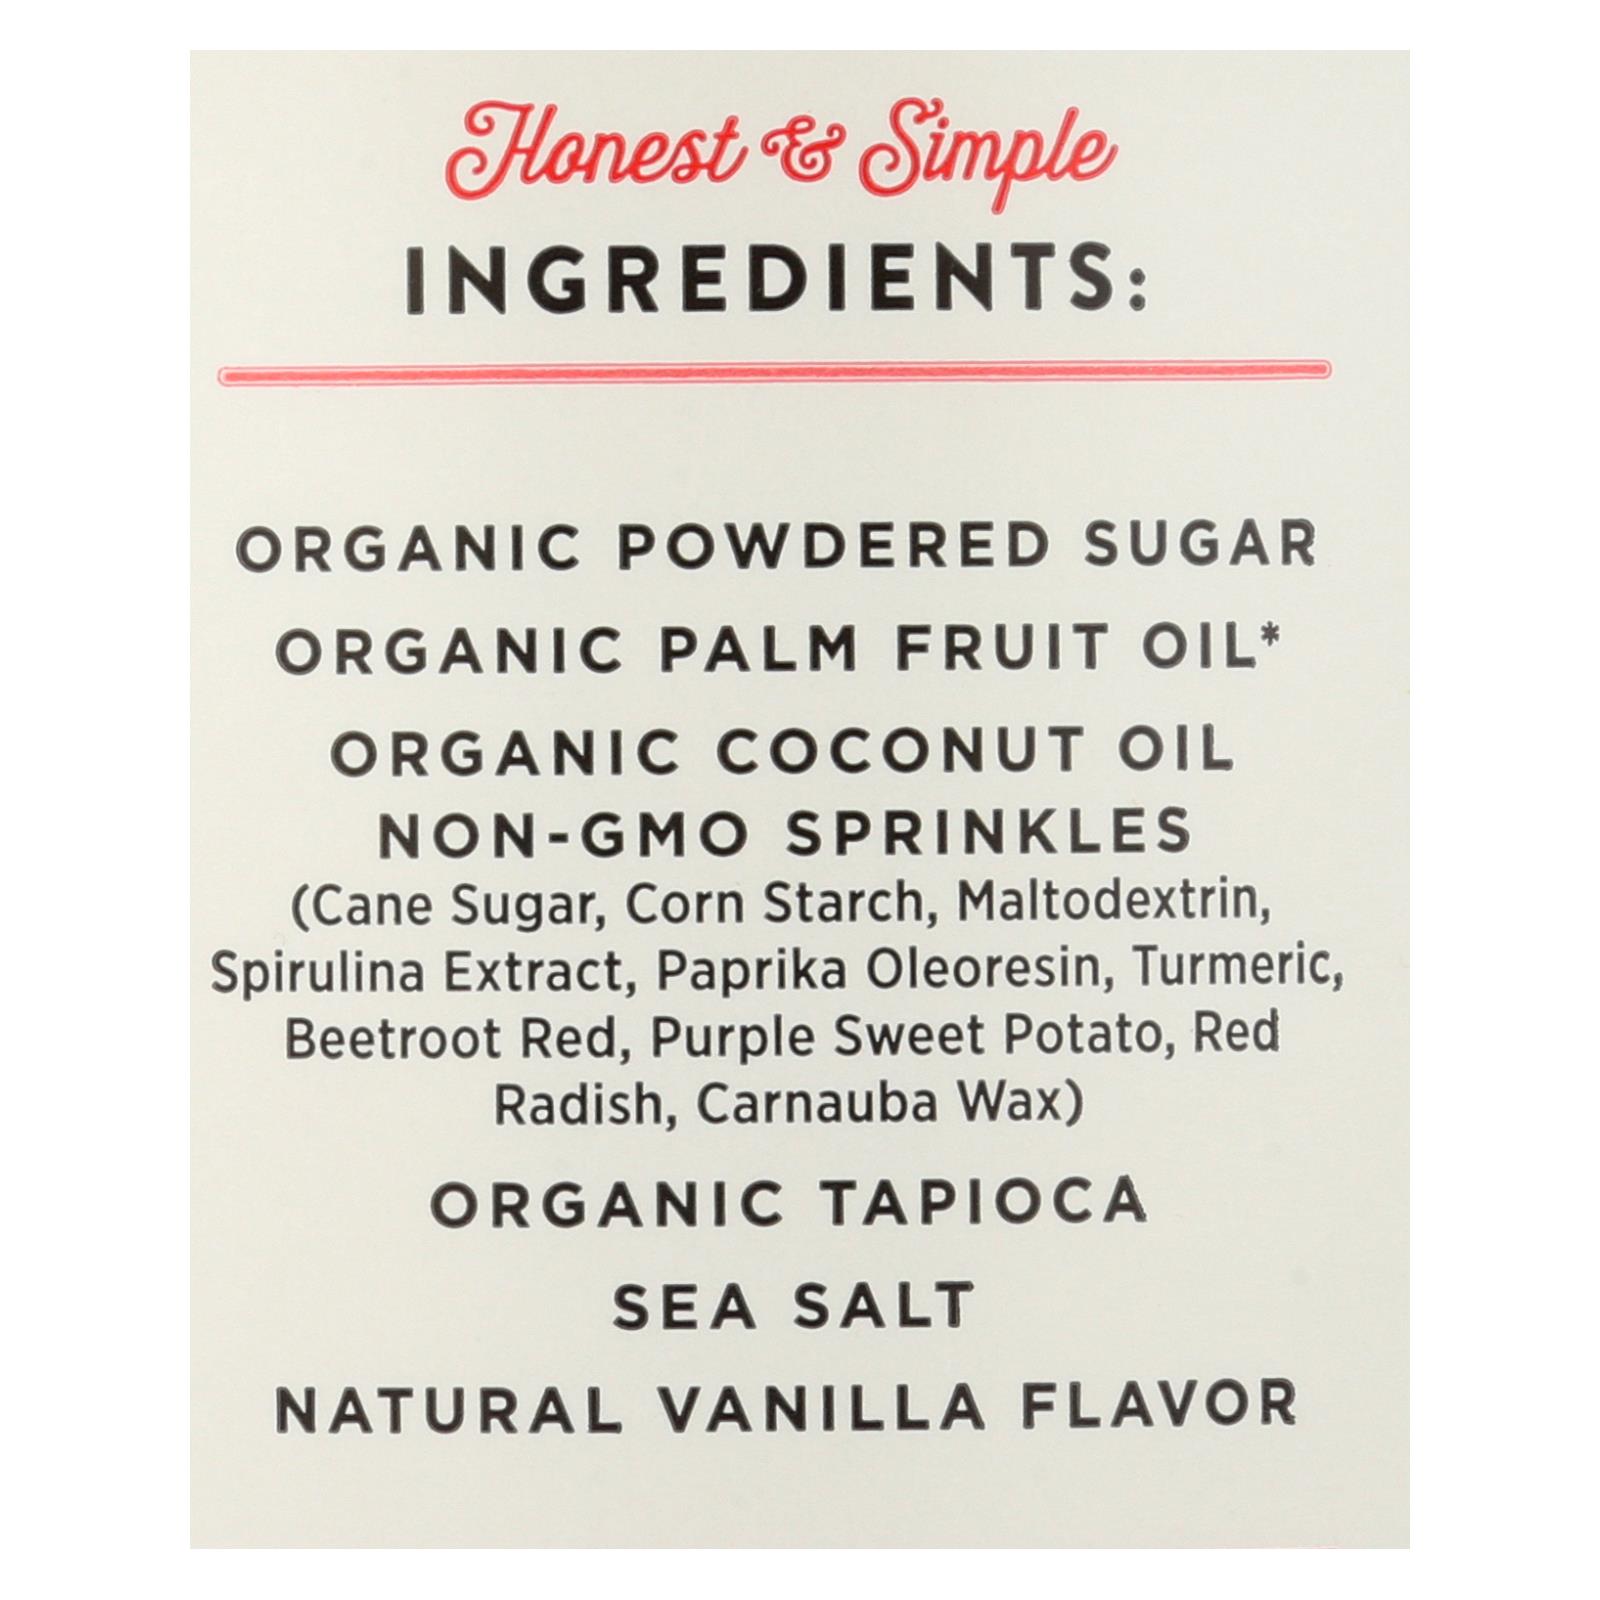 Honest & Simple
INGREDIENTS:
ORGANIC POWDERED SUGAR
ORGANIC PALM FRUIT OIL*
ORGANIC COCONUT OIL
NON-GMO SPRINKLES
(Cane Sugar, Corn Starch, Maltodextrin,
Spirulina Extract, Paprika Oleoresin, Turmeric,
Beetroot Red, Purple Sweet Potato, Red
Radish, Carnauba Wax)
ORGANIC TAPIOCA
SEA SALT
NATURAL VANILLA FLAVOR